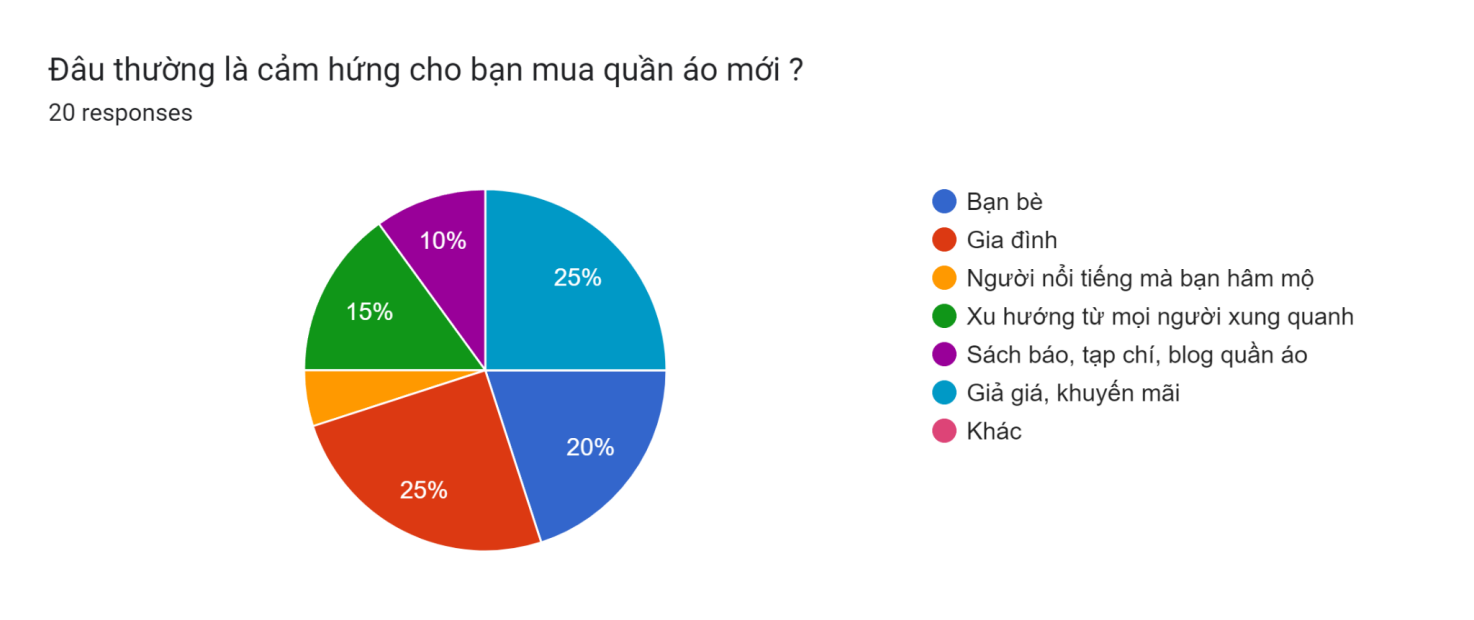 Đâu thường là cảm hứng cho bạn mua quần áo mới ?
20 responses
10%
25%
15%
20%
25%
Bạn bè
Gia đình
Người nổi tiếng mà bạn hâm mộ
Xu hướng từ mọi người xung quanh
Sách báo, tạp chí, blog quần áo
Giả giá, khuyến mãi
Khác